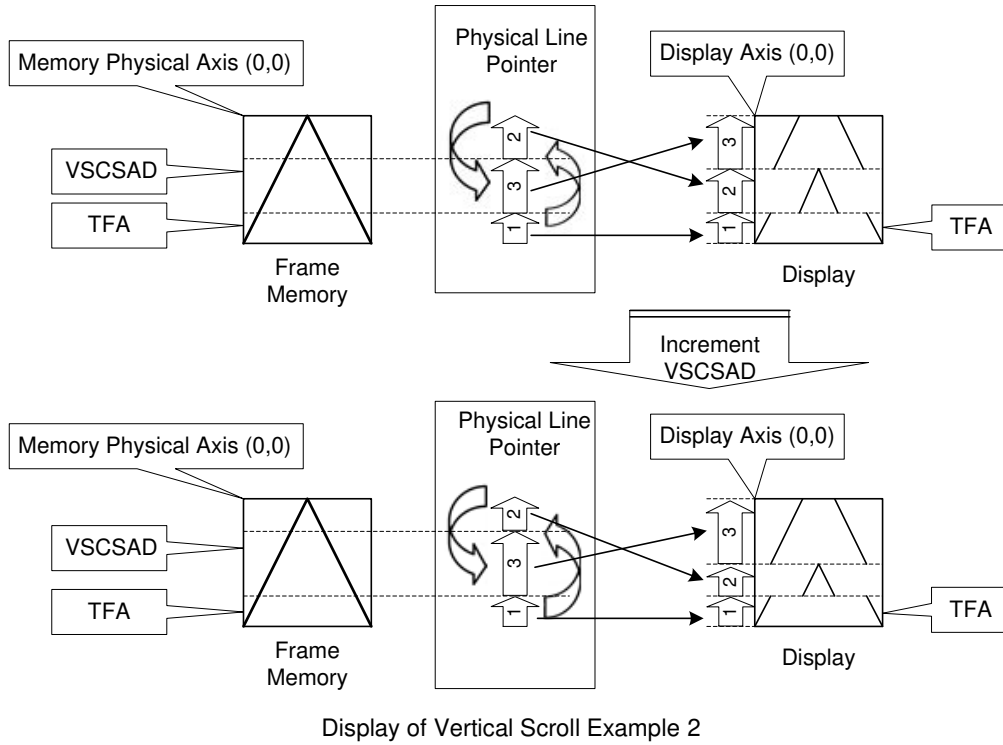 Physical Line
Pointer
Memory Physical Axis (0,0)
Display Axis (0,0)
2
3
1
3
2
1
VSCSAD
TFA
TFA
Frame
Memory
Display
Increment
VSCSAD
Physical Line
Pointer
Memory Physical Axis (0,0)
Display Axis (0,0)
2
3
1
3
2
1
VSCSAD
TFA
TFA
Frame
Memory
Display
Display of Vertical Scroll Example 2